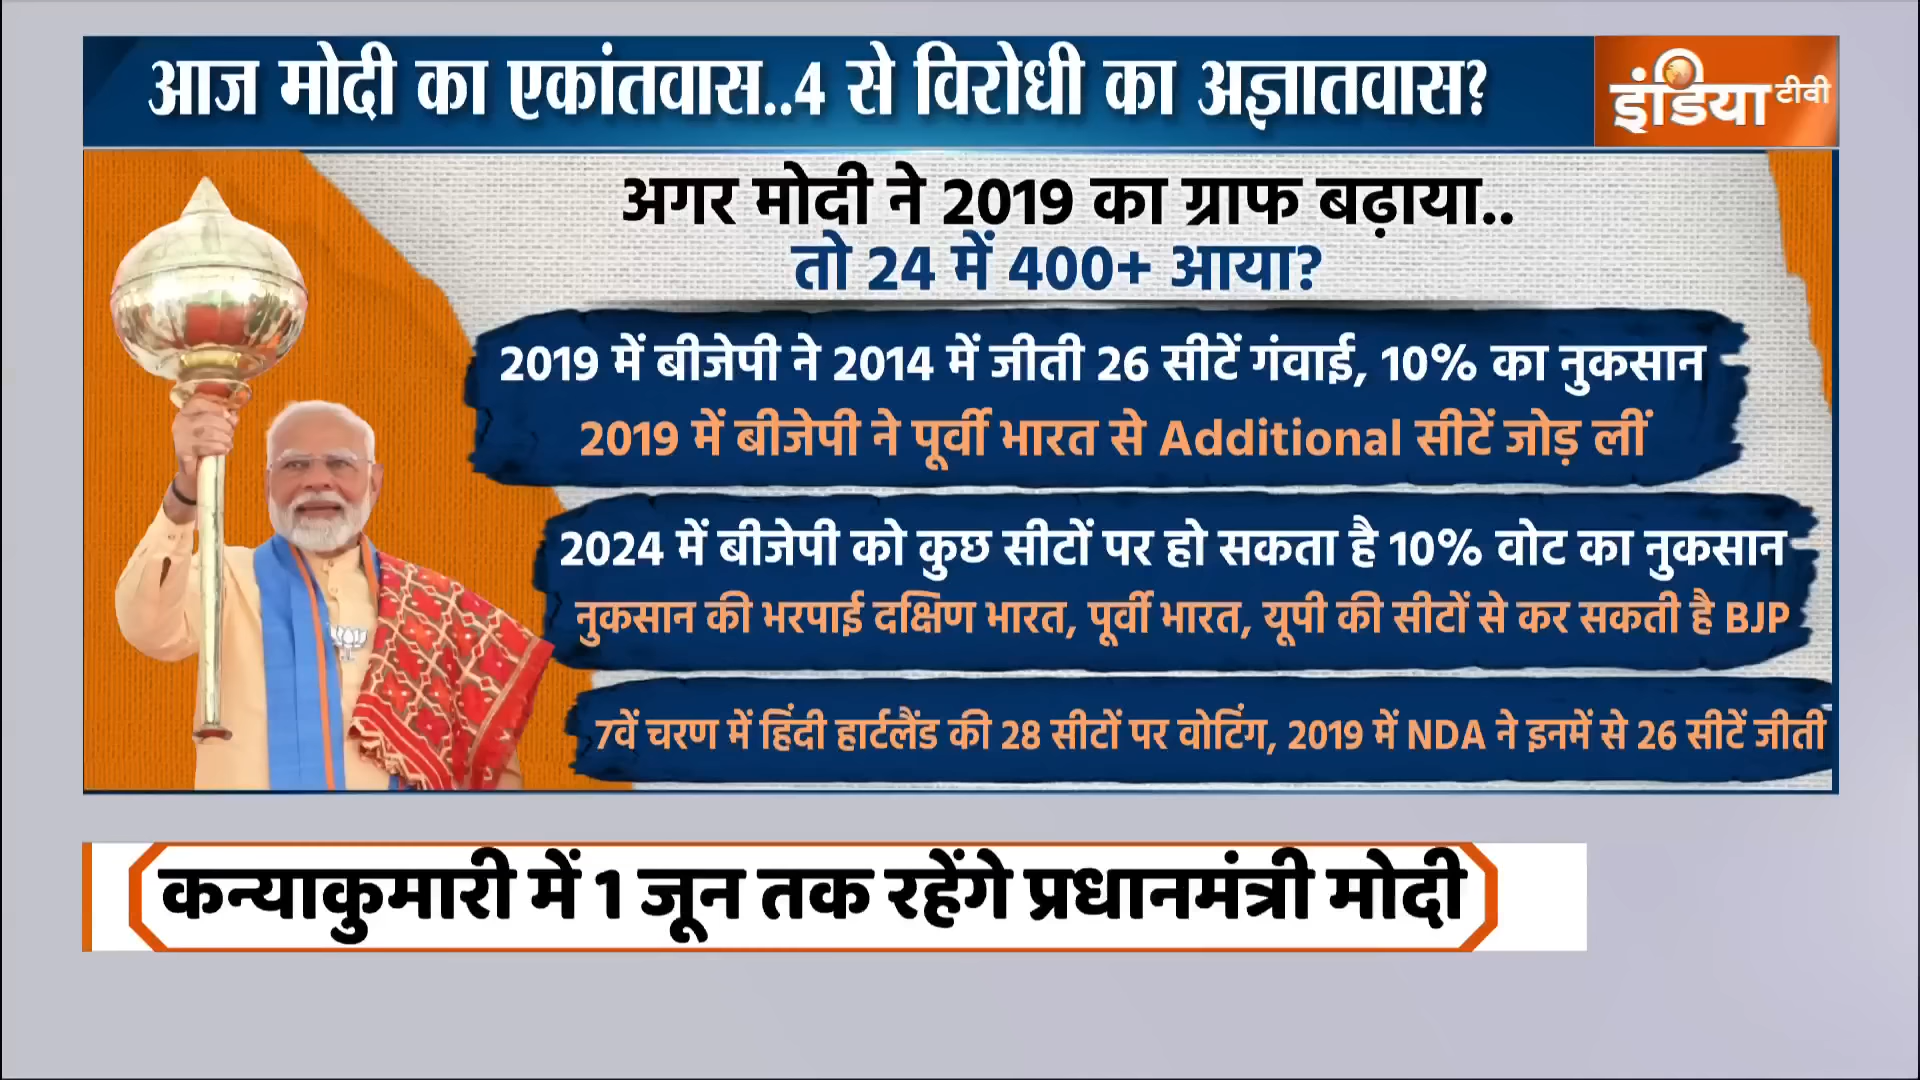 आज मोदी का एकांतवास..4 से विरोधी का अज्ञातवास?
इंडिया टीवी
अगर मोदी ने 2019 का ग्राफ बढ़ाया..
तो 24 में 400+ आया?
2019 में बीजेपी ने 2014 में जीती 26 सीटें गंवाई, 10% का नुकसान
2019 में बीजेपी ने पूर्वी भारत से Additional सीटें जोड़ लीं
2024 में बीजेपी को कुछ सीटों पर हो सकता है 10% वोट का नुकसान
नुकसान की भरपाई दक्षिण भारत, पूर्वी भारत, यूपी की सीटों से कर सकती है BJP
7वें चरण में हिंदी हार्टलैंड की 28 सीटों पर वोटिंग, 2019 में NDA ने इनमें से 26 सीटें जीती
कन्याकुमारी में 1 जून तक रहेंगे प्रधानमंत्री मोदी